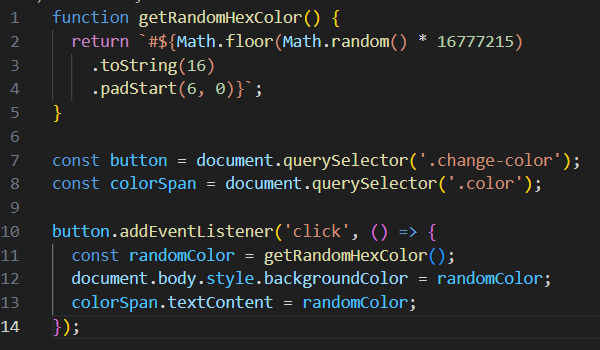 1 function getRandomHexColor() {
2   return `#${Math.floor(Math.random() * 16777215)
3     .toString(16)
4     .padStart(6, 0)}`;
5 }
6
7 const button = document.querySelector('.change-color');
8 const colorSpan = document.querySelector('.color');
9
10 button.addEventListener('click', () => {
11   const randomColor = getRandomHexColor();
12   document.body.style.backgroundColor = randomColor;
13   colorSpan.textContent = randomColor;
14 });